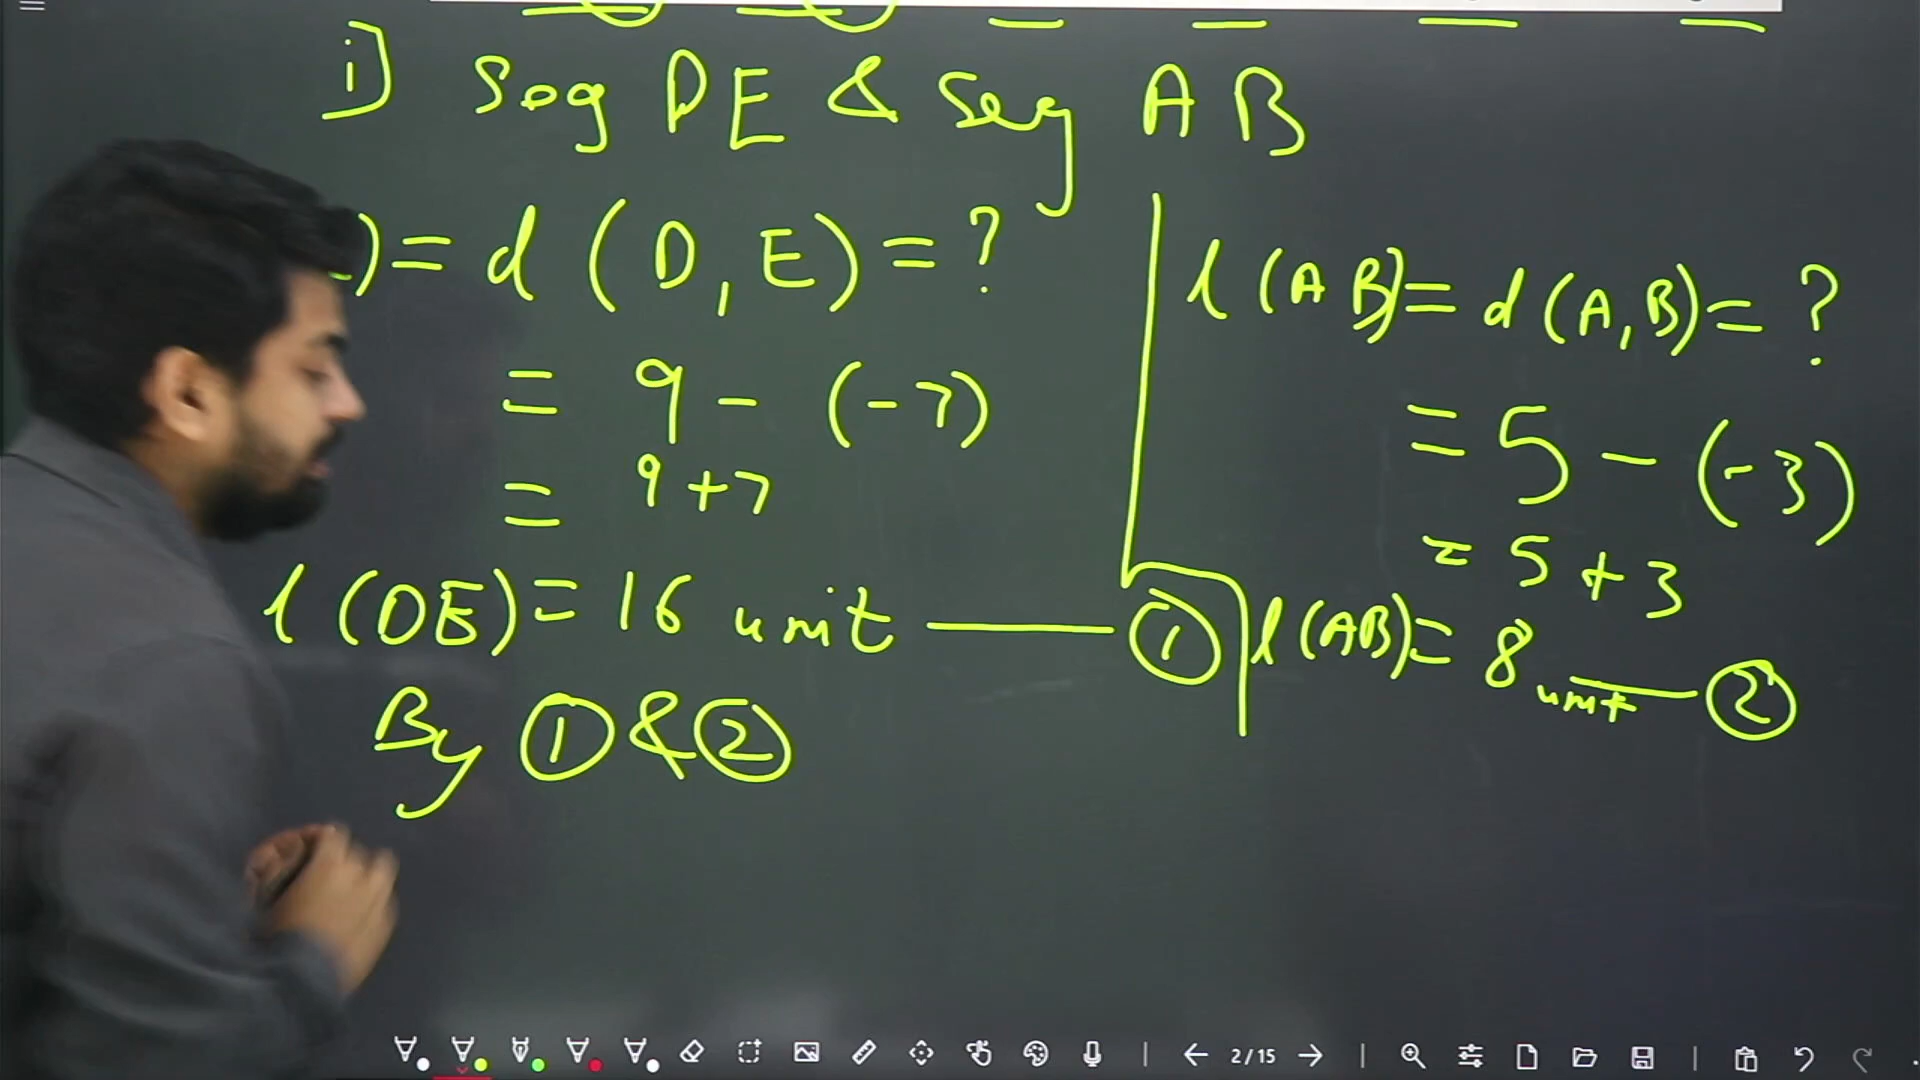 i) Seg DE & Seg AB
) = d (D, E) = ?
= 9 - (-7)
= 9 + 7
l (DE) = 16 unit ——— ①
By ① & ②
l (AB) = d (A, B) = ?
= 5 - (-3)
= 5 + 3
l (AB) = 8 unit ——— ②
2/15